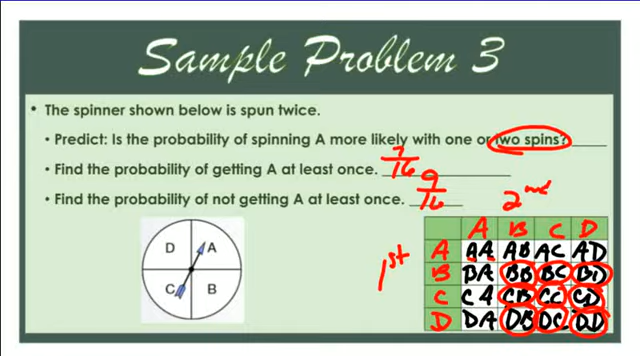 Sample Problem 3
• The spinner shown below is spun twice.
• Predict: Is the probability of spinning A more likely with one or two spins? ____
• Find the probability of getting A at least once. 7/16
• Find the probability of not getting A at least once. 9/16
2nd
D A
C B
1st
A B C D
A AA AB AC AD
B BA BB BC BD
C CA CB CC CD
D DA DB DC DD